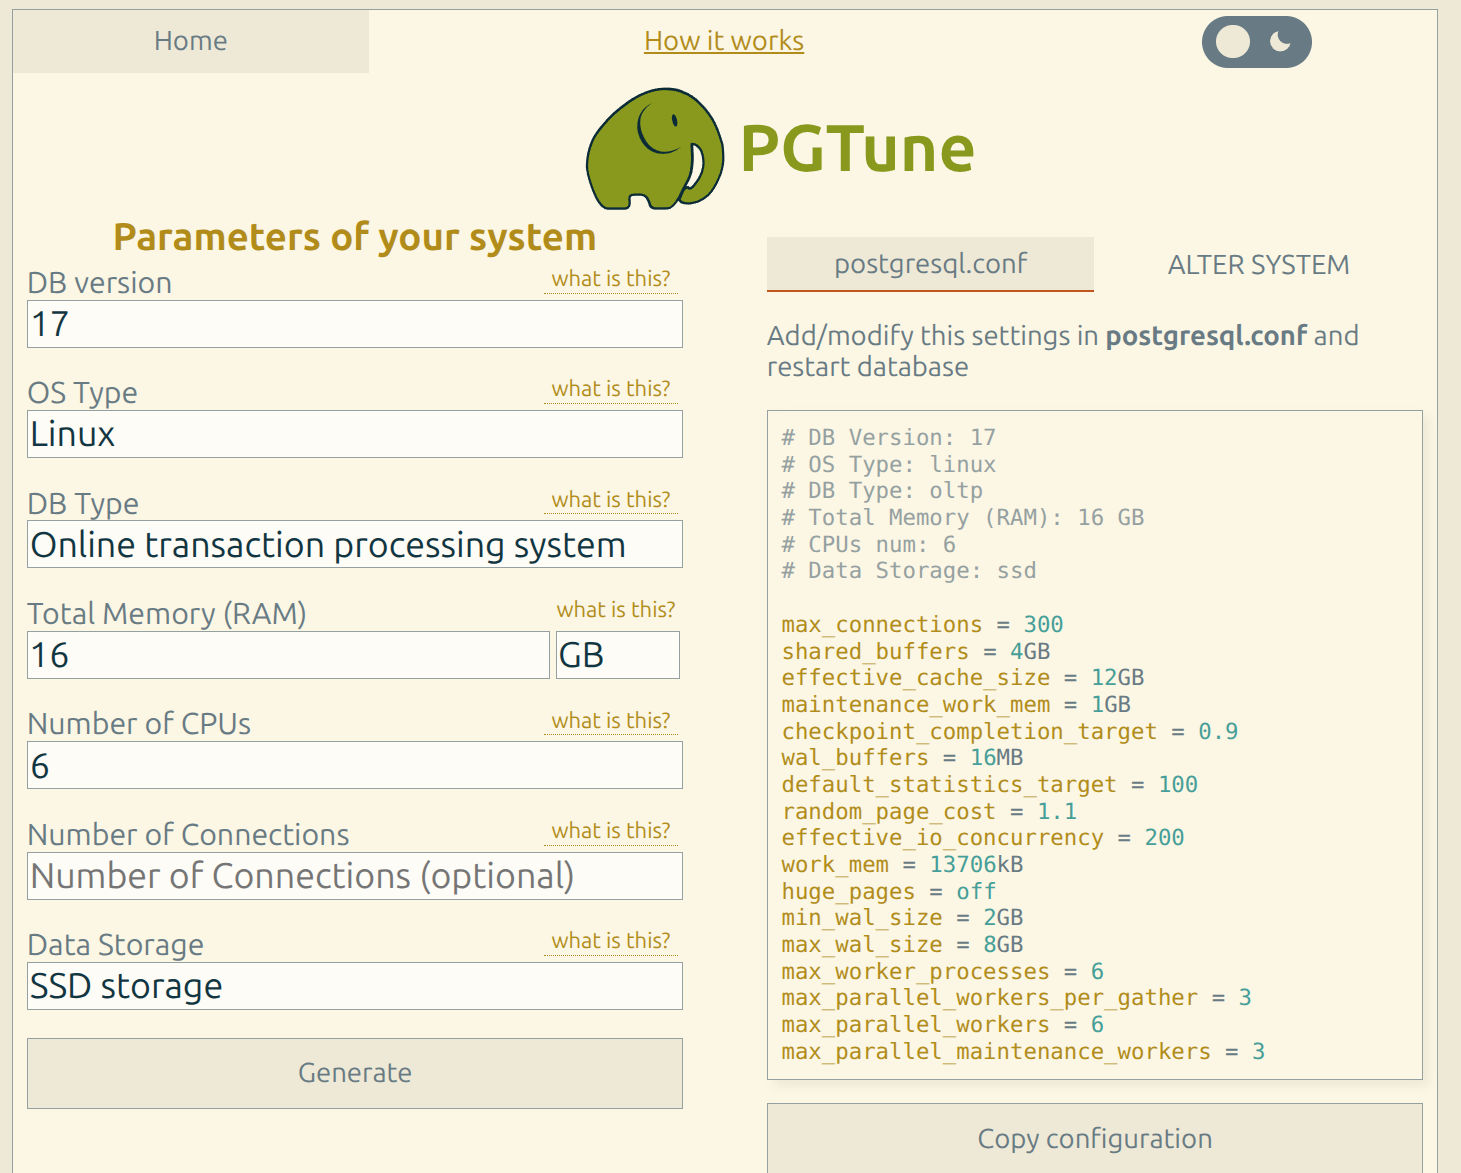 Home
How it works
PGTune
Parameters of your system
DB version
what is this?
17
OS Type
what is this?
Linux
DB Type
what is this?
Online transaction processing system
Total Memory (RAM)
what is this?
16
GB
Number of CPUs
what is this?
6
Number of Connections
what is this?
Number of Connections (optional)
Data Storage
what is this?
SSD storage
Generate
postgresql.conf
ALTER SYSTEM
Add/modify this settings in postgresql.conf and
restart database
# DB Version: 17
# OS Type: linux
# DB Type: oltp
# Total Memory (RAM): 16 GB
# CPUs num: 6
# Data Storage: ssd
max_connections = 300
shared_buffers = 4GB
effective_cache_size = 12GB
maintenance_work_mem = 1GB
checkpoint_completion_target = 0.9
wal_buffers = 16MB
default_statistics_target = 100
random_page_cost = 1.1
effective_io_concurrency = 200
work_mem = 13706kB
huge_pages = off
min_wal_size = 2GB
max_wal_size = 8GB
max_worker_processes = 6
max_parallel_workers_per_gather = 3
max_parallel_workers = 6
max_parallel_maintenance_workers = 3
Copy configuration